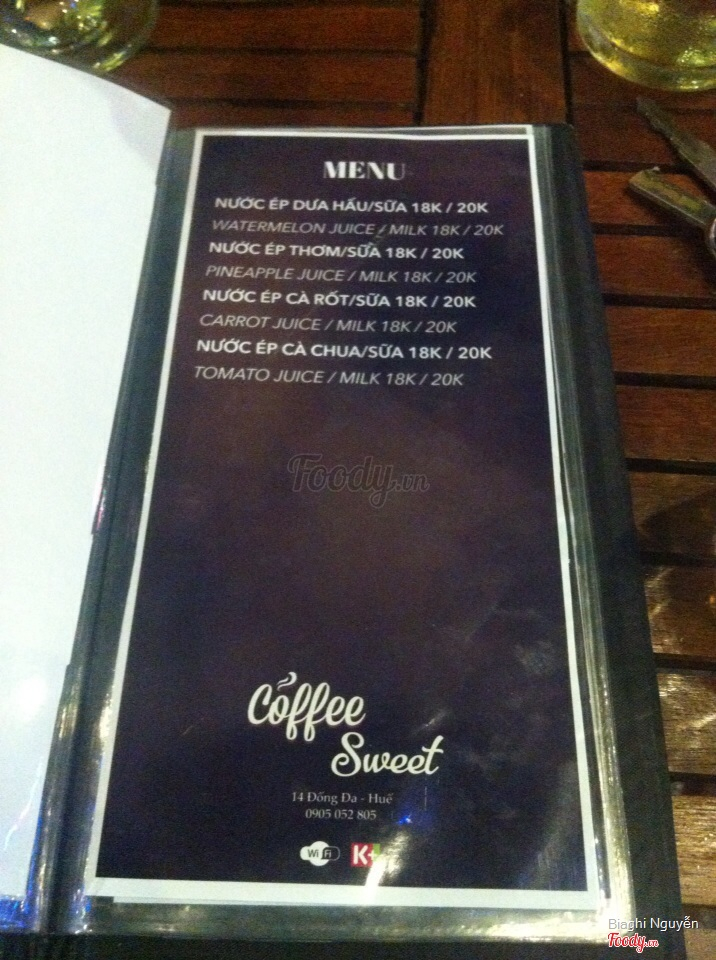 MENU
NƯỚC ÉP DƯA HẤU/SỮA 18K / 20K
WATERMELON JUICE / MILK 18K / 20K
NƯỚC ÉP THƠM/SỮA 18K / 20K
PINEAPPLE JUICE / MILK 18K / 20K
NƯỚC ÉP CÀ RỐT/SỮA 18K / 20K
CARROT JUICE / MILK 18K / 20K
NƯỚC ÉP CÀ CHUA/SỮA 18K / 20K
TOMATO JUICE / MILK 18K / 20K
Foody.vn
Coffee
Sweet
14 Đống Đa - Huế
0905 052 805
WiFi K+
Biaghi Nguyễn
Foody.vn